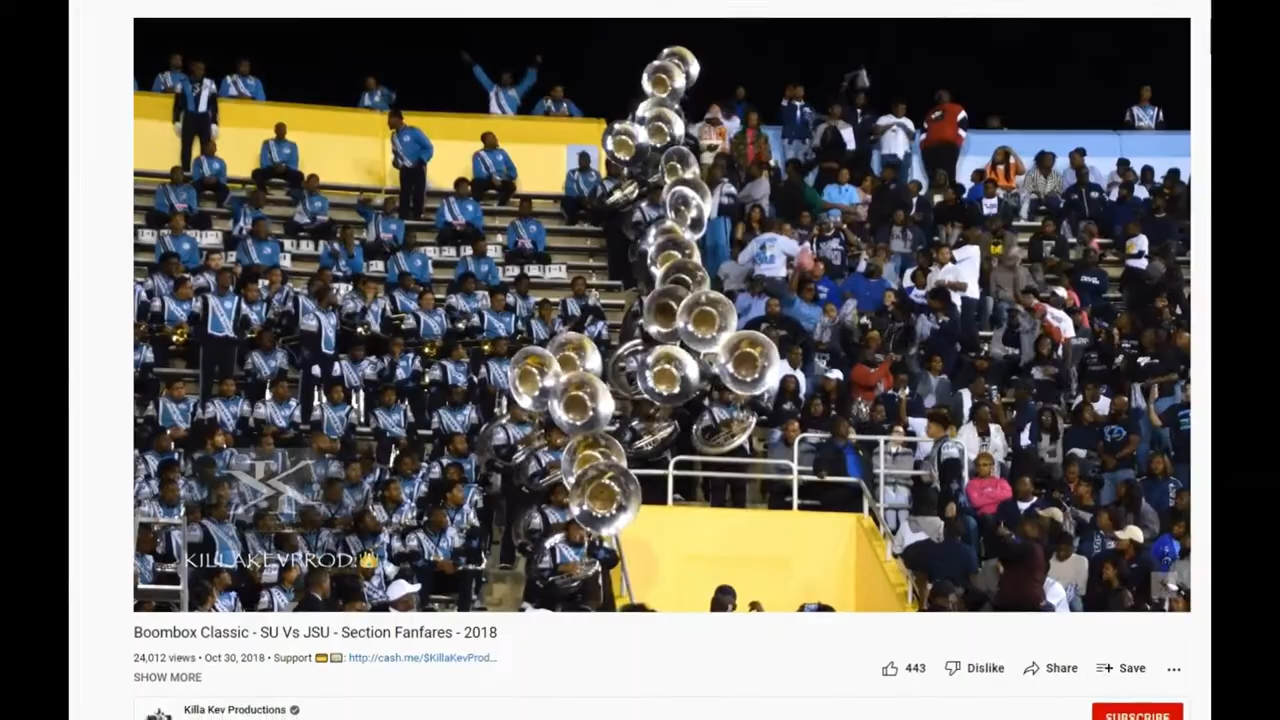 KILLAKEVPROD
Boombox Classic - SU Vs JSU - Section Fanfares - 2018
24,012 views • Oct 30, 2018 • Support 💳💵: http://cash.me/$KillaKevProd...
443 Dislike Share Save
SHOW MORE
Killa Kev Productions
SUBSCRIBE